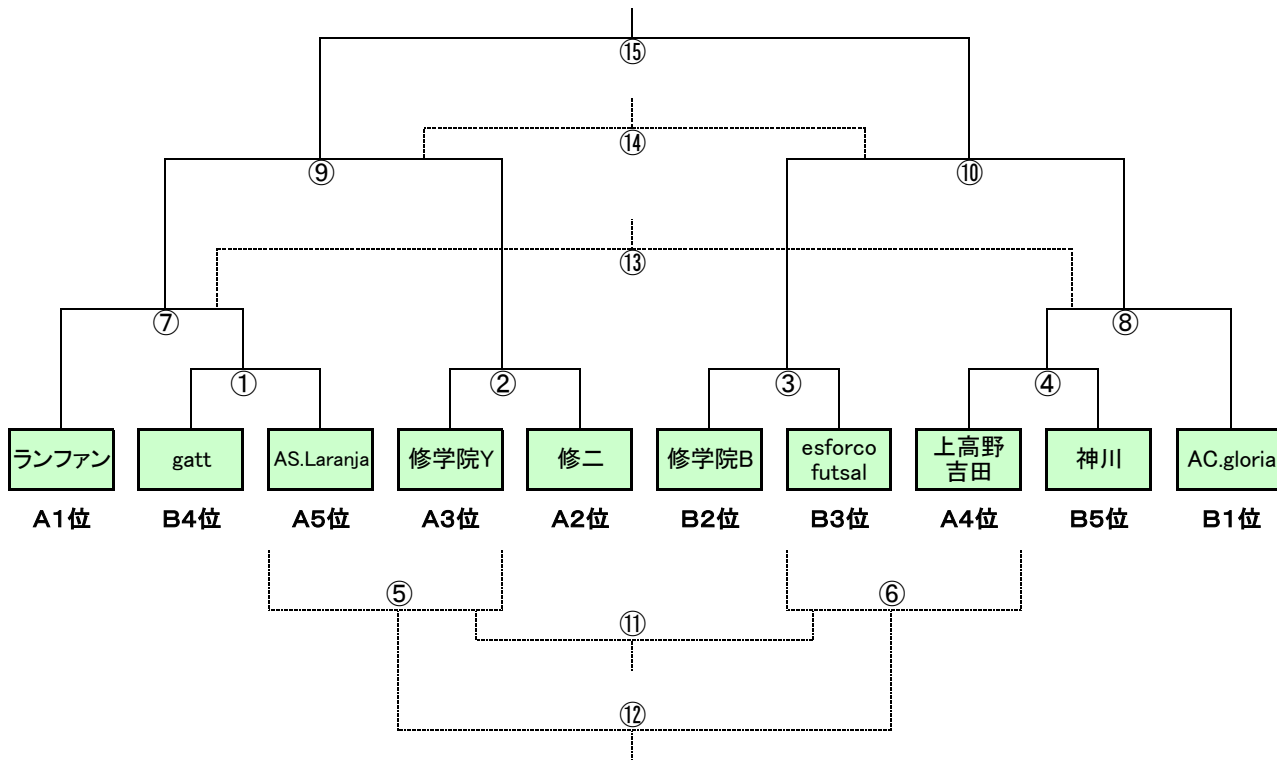 ⑮
⑭
⑨
⑩
⑬
⑦
⑧
①
②
③
④
ランファン
gatt
AS.Laranja
修学院Y
修二
修学院B
esforco
futsal
上高野
吉田
神川
AC.gloria
A1位
B4位
A5位
A3位
A2位
B2位
B3位
A4位
B5位
B1位
⑤
⑥
⑪
⑫